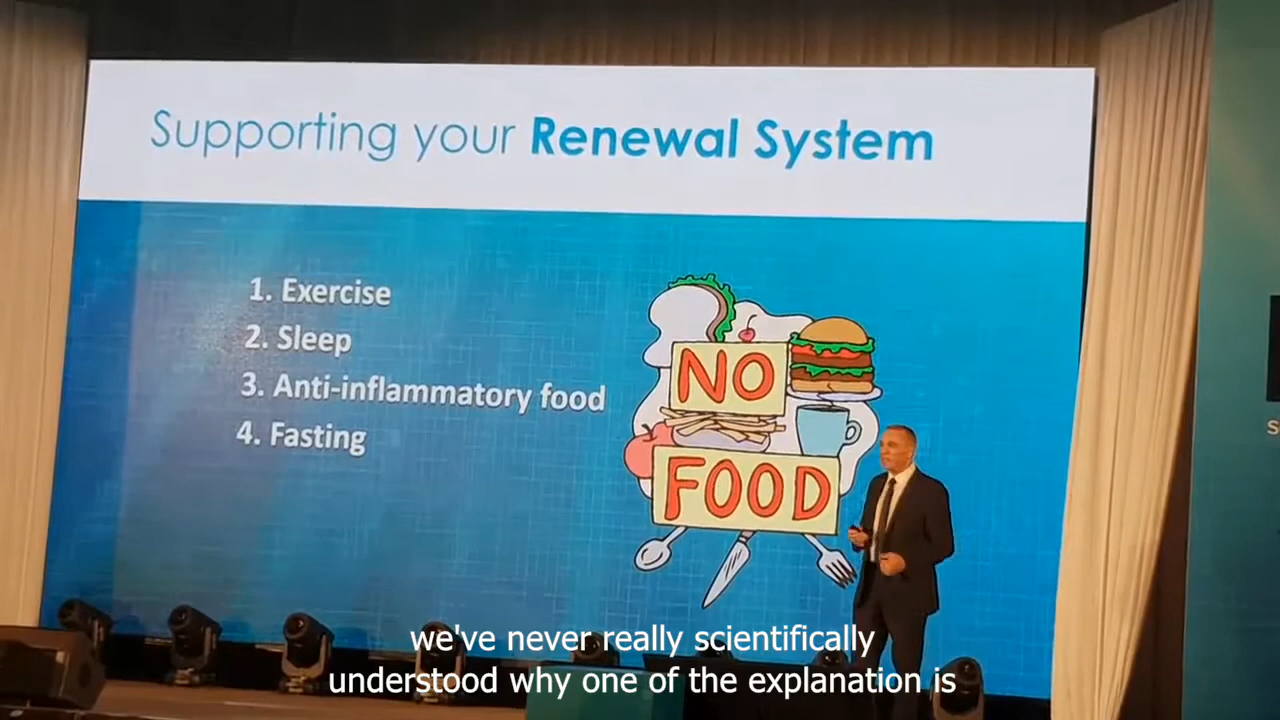 Supporting your Renewal System
1. Exercise
2. Sleep
3. Anti-inflammatory food
4. Fasting
NO
FOOD
we've never really scientifically
understood why one of the explanation is